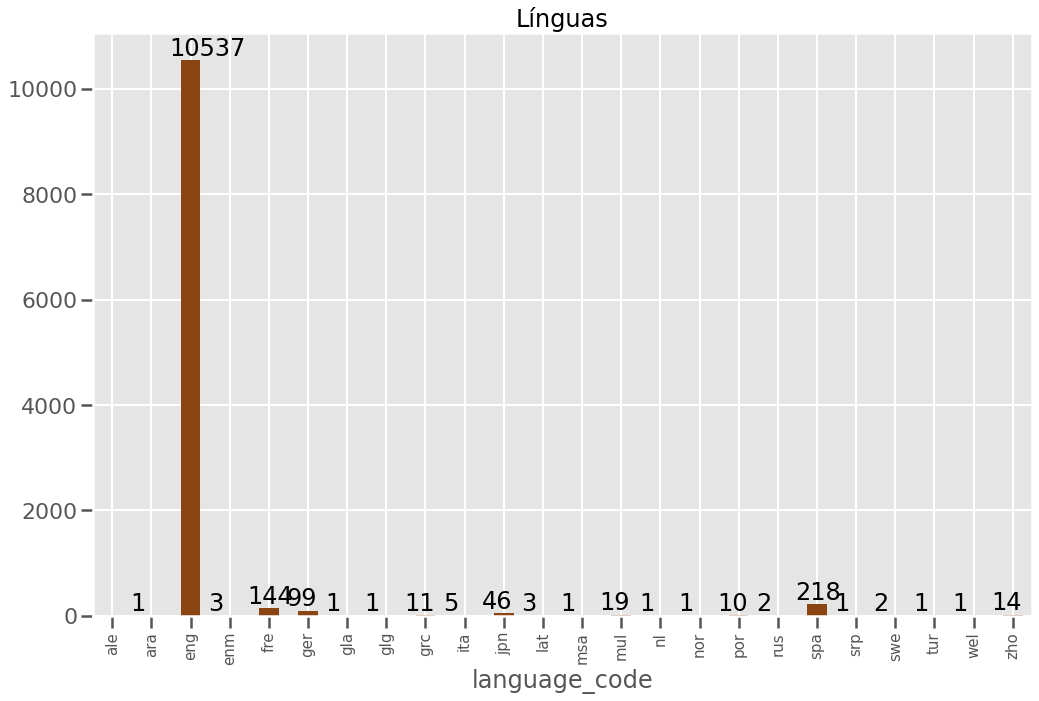 Línguas
10000
8000
6000
4000
2000
0
1 10537 3 144 99 1 1 11 5 46 3 1 19 1 1 10 2 218 1 2 1 1 14
ale ara eng enm fre ger gla glg grc ita jpn lat msa mul nl nor por rus spa srp swe tur wel zho
language_code